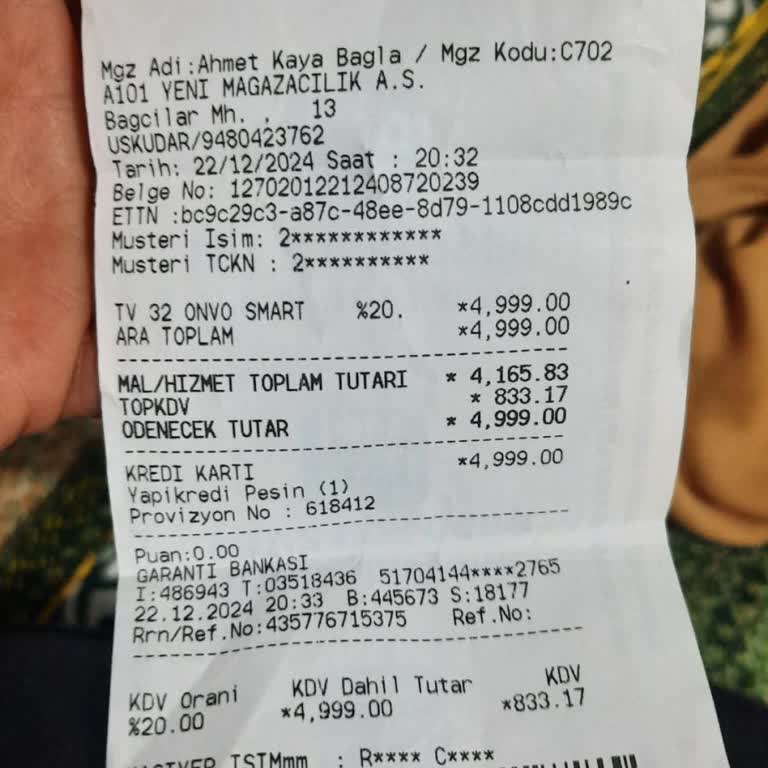 Mgz Adi:Ahmet Kaya Bagla / Mgz Kodu:C702
A101 YENI MAGAZACILIK A.S.
Bagcilar Mh. , 13
USKUDAR/9480423762
Tarih: 22/12/2024 Saat : 20:32
Belge No: 12702012212408720239
ETTN :bc9c29c3-a87c-48ee-8d79-1108cdd1989c
Musteri Isim: 2************
Musteri TCKN : 2**********
TV 32 ONVO SMART %20. *4,999.00
ARA TOPLAM *4,999.00
MAL/HIZMET TOPLAM TUTARI * 4,165.83
TOPKDV * 833.17
ODENECEK TUTAR * 4,999.00
KREDI KARTI *4,999.00
Yapikredi Pesin (1)
Provizyon No : 618412
Puan:0.00
GARANTI BANKASI
I:486943 T:03518436 51704144****2765
22.12.2024 20:33 B:445673 S:18177
Rrn/Ref.No:435776715375 Ref.No:
KDV Orani KDV Dahil Tutar KDV
%20.00 *4,999.00 *833.17
ISIMmm : R**** C****